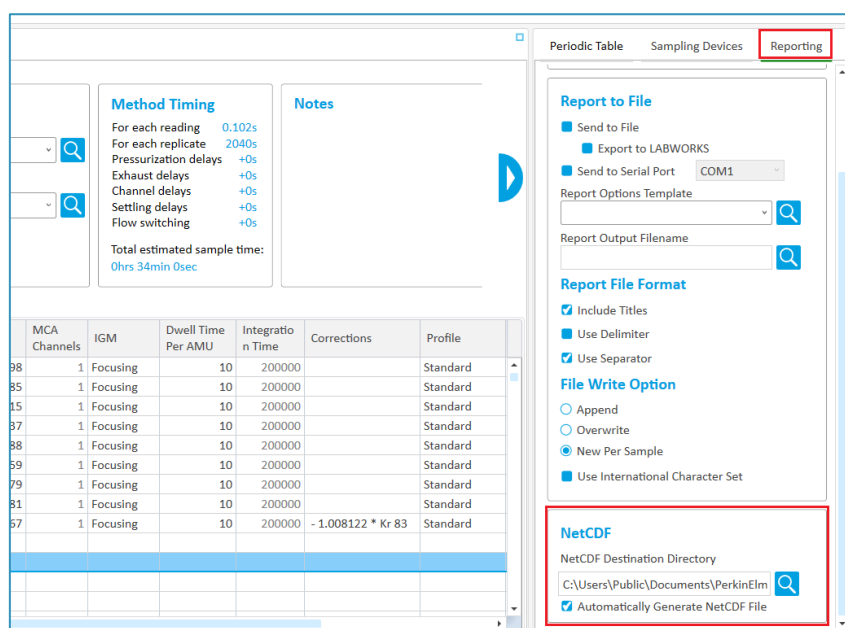 Periodic Table Sampling Devices Reporting
Method Timing
For each reading 0.102s
For each replicate 2040s
Pressurization delays +0s
Exhaust delays +0s
Channel delays +0s
Settling delays +0s
Flow switching +0s
Total estimated sample time:
0hrs 34min 0sec
Notes
MCA Channels IGM Dwell Time Per AMU Integratio n Time Corrections Profile
98 1 Focusing 10 200000 Standard
85 1 Focusing 10 200000 Standard
15 1 Focusing 10 200000 Standard
37 1 Focusing 10 200000 Standard
88 1 Focusing 10 200000 Standard
59 1 Focusing 10 200000 Standard
79 1 Focusing 10 200000 Standard
81 1 Focusing 10 200000 Standard
67 1 Focusing 10 200000 - 1.008122 * Kr 83 Standard
Report to File
Send to File
Export to LABWORKS
Send to Serial Port COM1
Report Options Template
Report Output Filename
Report File Format
Include Titles
Use Delimiter
Use Separator
File Write Option
Append
Overwrite
New Per Sample
Use International Character Set
NetCDF
NetCDF Destination Directory
C:\Users\Public\Documents\PerkinElm
Automatically Generate NetCDF File